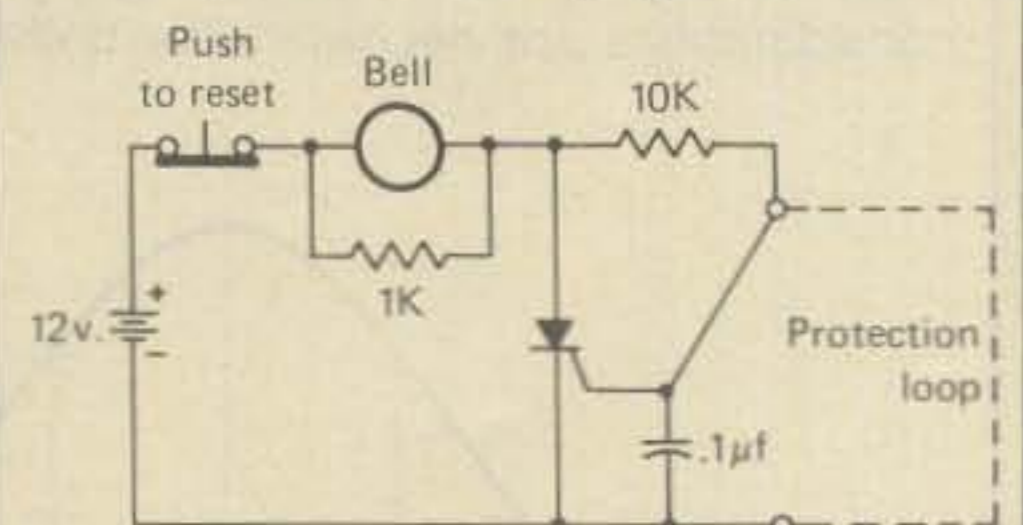 Push
to reset
Bell
10K
1K
+
12v.
−
Protection
loop
.1μf